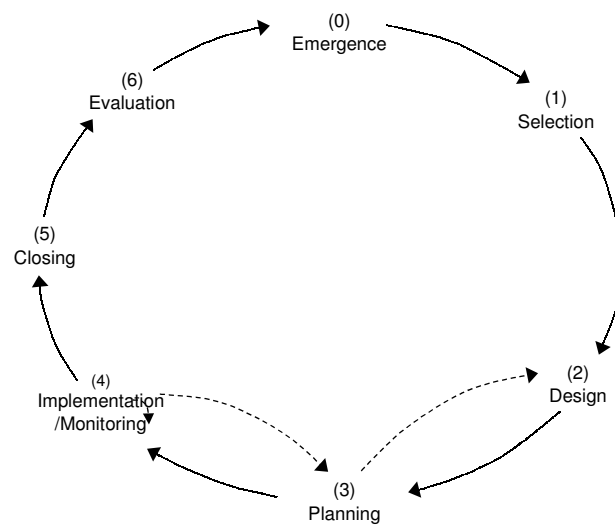 (0)
Emergence
(1)
Selection
(2)
Design
(3)
Planning
(4)
Implementation
/Monitoring)
(5)
Closing
(6)
Evaluation